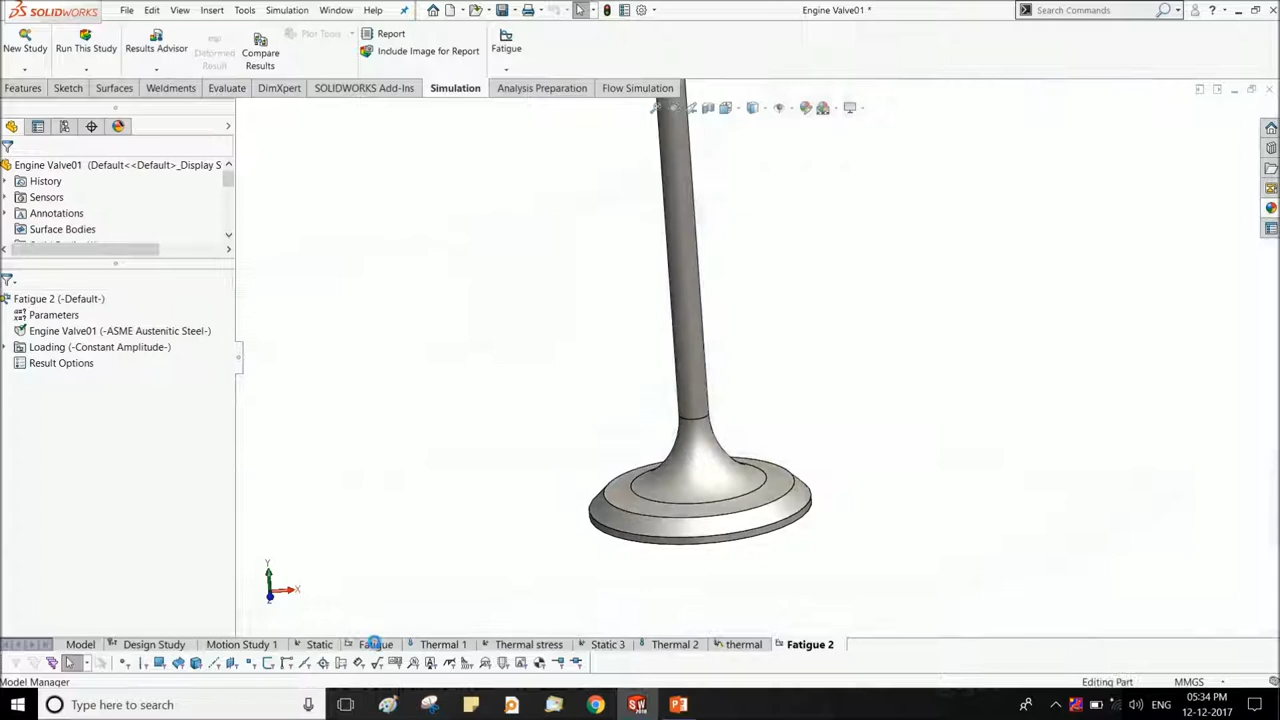 SOLIDWORKS
File Edit View Insert Tools Simulation Window Help
Engine Valve01 *
Search Commands
New Study
Run This Study
Results Advisor
Deformed Result
Compare Results
Plot Tools
Report
Include Image for Report
Fatigue
Features Sketch Surfaces Weldments Evaluate DimXpert SOLIDWORKS Add-Ins Simulation Analysis Preparation Flow Simulation
Engine Valve01 (Default<<Default>_Display S
History
Sensors
Annotations
Surface Bodies
Fatigue 2 (-Default-)
Parameters
Engine Valve01 (-ASME Austenitic Steel-)
Loading (-Constant Amplitude-)
Result Options
Y
X
Z
Model Design Study Motion Study 1 Static Fatigue Thermal 1 Thermal stress Static 3 Thermal 2 thermal Fatigue 2
Model Manager
Editing Part
MMGS
Type here to search
SW
2016
ENG
05:34 PM
12-12-2017